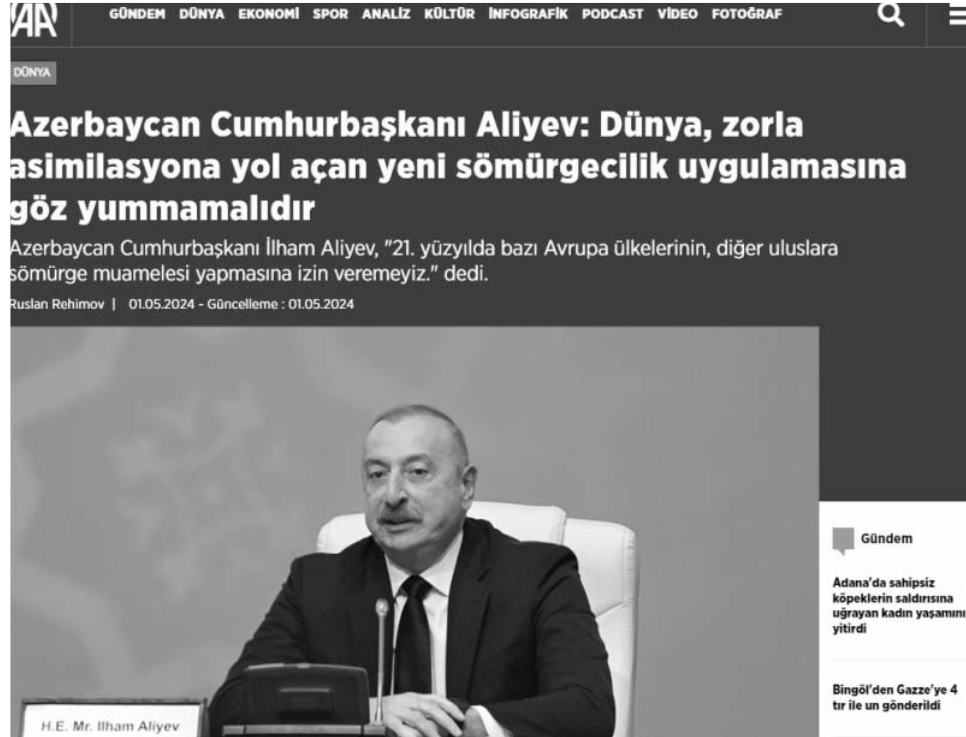 AA
GÜNDEM DÜNYA EKONOMİ SPOR ANALİZ KÜLTÜR İNFOGRAFİK PODCAST VİDEO FOTOĞRAF
DÜNYA
Azerbaycan Cumhurbaşkanı Aliyev: Dünya, zorla
asimilasyona yol açan yeni sömürgecilik uygulamasına
göz yummamalıdır
Azerbaycan Cumhurbaşkanı İlham Aliyev, "21. yüzyılda bazı Avrupa ülkelerinin, diğer uluslara
sömürge muamelesi yapmasına izin veremeyiz." dedi.
Ruslan Rehimov | 01.05.2024 - Güncelleme : 01.05.2024
H.E. Mr. Ilham Aliyev
Gündem
Adana'da sahipsiz
köpeklerin saldırısına
uğrayan kadın yaşamını
yitirdi
Bingöl'den Gazze'ye 4
tır ile un gönderildi